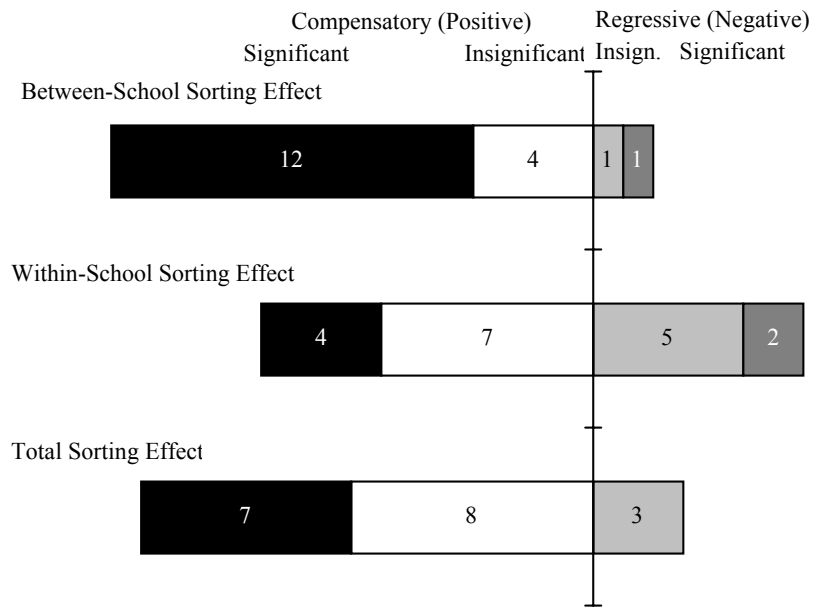 Compensatory (Positive) Regressive (Negative)
Significant Insignificant Insign. Significant
Between-School Sorting Effect
12 4 1 1
Within-School Sorting Effect
4 7 5 2
Total Sorting Effect
7 8 3